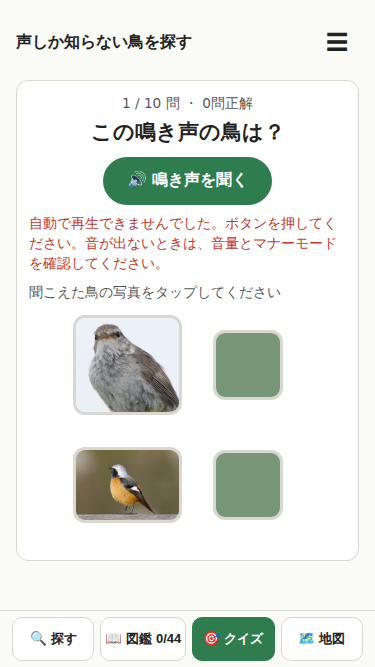 声しか知らない鳥を探す
1 / 10 問 ・ 0問正解
この鳴き声の鳥は？
🔊 鳴き声を聞く
自動で再生できませんでした。ボタンを押してく
ださい。音が出ないときは、音量とマナーモード
を確認してください。
聞こえた鳥の写真をタップしてください
🔍 探す
📖 図鑑 0/44
🎯 クイズ
🗺️ 地図